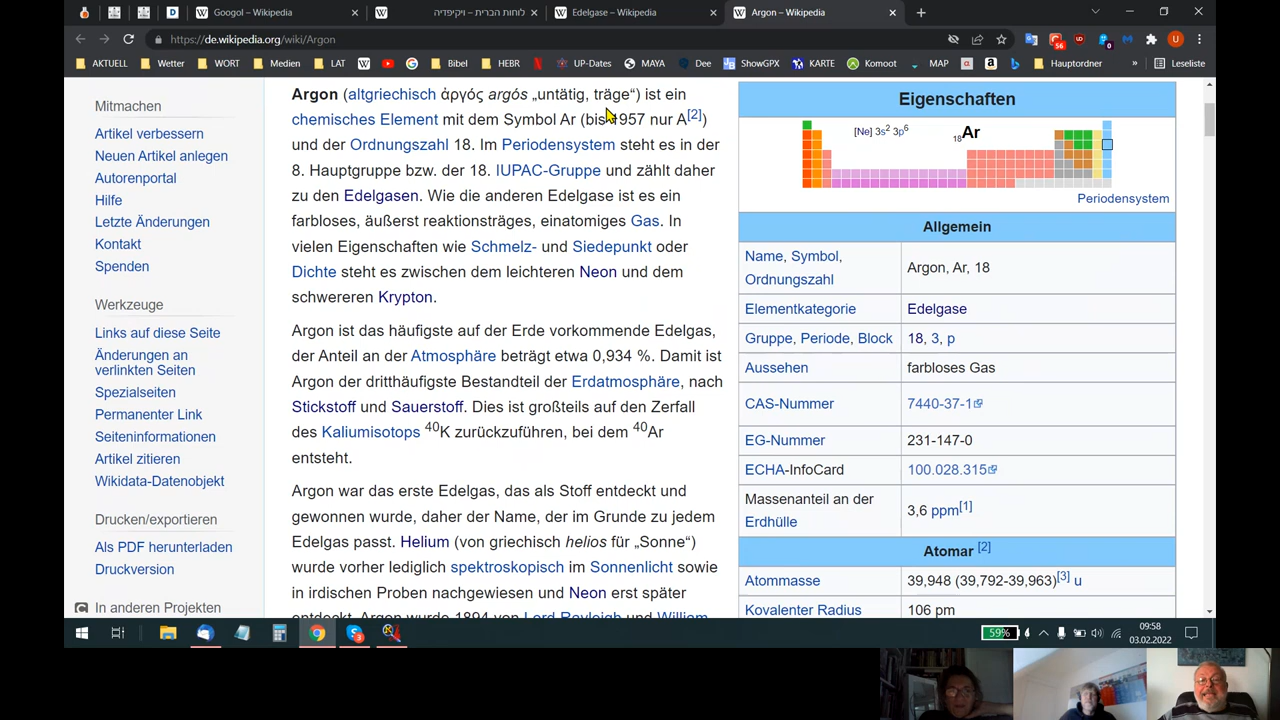 Googol – Wikipedia
לוחות הברית – ויקיפדיה
Edelgase – Wikipedia
Argon – Wikipedia
https://de.wikipedia.org/wiki/Argon
56
0
U
AKTUELL
Wetter
WORT
Medien
LAT
Bibel
HEBR
UP-Dates
MAYA
Dee
ShowGPX
KARTE
Komoot
MAP
Hauptordner
Leseliste
Mitmachen
Artikel verbessern
Neuen Artikel anlegen
Autorenportal
Hilfe
Letzte Änderungen
Kontakt
Spenden
Werkzeuge
Links auf diese Seite
Änderungen an
verlinkten Seiten
Spezialseiten
Permanenter Link
Seiteninformationen
Artikel zitieren
Wikidata-Datenobjekt
Drucken/exportieren
Als PDF herunterladen
Druckversion
In anderen Projekten
Argon (altgriechisch ἀργός argós „untätig, träge“) ist ein
chemisches Element mit dem Symbol Ar (bis 1957 nur A[2])
und der Ordnungszahl 18. Im Periodensystem steht es in der
8. Hauptgruppe bzw. der 18. IUPAC-Gruppe und zählt daher
zu den Edelgasen. Wie die anderen Edelgase ist es ein
farbloses, äußerst reaktionsträges, einatomiges Gas. In
vielen Eigenschaften wie Schmelz- und Siedepunkt oder
Dichte steht es zwischen dem leichteren Neon und dem
schwereren Krypton.
Argon ist das häufigste auf der Erde vorkommende Edelgas,
der Anteil an der Atmosphäre beträgt etwa 0,934 %. Damit ist
Argon der dritthäufigste Bestandteil der Erdatmosphäre, nach
Stickstoff und Sauerstoff. Dies ist großteils auf den Zerfall
des Kaliumisotops 40K zurückzuführen, bei dem 40Ar
entsteht.
Argon war das erste Edelgas, das als Stoff entdeckt und
gewonnen wurde, daher der Name, der im Grunde zu jedem
Edelgas passt. Helium (von griechisch helios für „Sonne“)
wurde vorher lediglich spektroskopisch im Sonnenlicht sowie
in irdischen Proben nachgewiesen und Neon erst später
entdeckt. Argon wurde 1894 von Lord Rayleigh und William
Eigenschaften
[Ne] 3s2 3p6
18Ar
Periodensystem
Allgemein
Name, Symbol,
Ordnungszahl
Argon, Ar, 18
Elementkategorie
Edelgase
Gruppe, Periode, Block
18, 3, p
Aussehen
farbloses Gas
CAS-Nummer
7440-37-1
EG-Nummer
231-147-0
ECHA-InfoCard
100.028.315
Massenanteil an der
Erdhülle
3,6 ppm[1]
Atomar [2]
Atommasse
39,948 (39,792-39,963)[3] u
Kovalenter Radius
106 pm
59%
09:58
03.02.2022